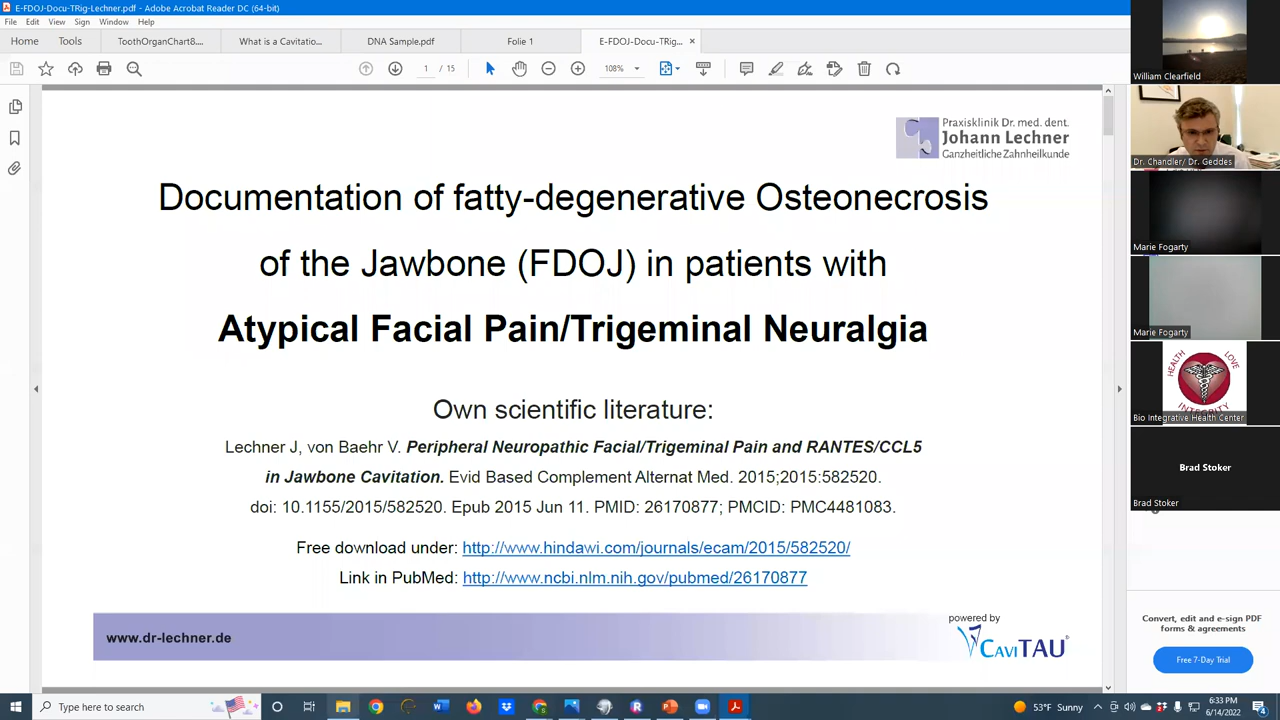 E-FDOJ-Docu-TRig-Lechner.pdf - Adobe Acrobat Reader DC (64-bit)
File Edit View Sign Window Help
Home Tools ToothOrganChart8.... What is a Cavitatio... DNA Sample.pdf Folie 1 E-FDOJ-Docu-TRig... ×
1 / 15 108%
Praxisklinik Dr. med. dent.
Johann Lechner
Ganzheitliche Zahnheilkunde
Documentation of fatty-degenerative Osteonecrosis
of the Jawbone (FDOJ) in patients with
Atypical Facial Pain/Trigeminal Neuralgia
Own scientific literature:
Lechner J, von Baehr V. Peripheral Neuropathic Facial/Trigeminal Pain and RANTES/CCL5
in Jawbone Cavitation. Evid Based Complement Alternat Med. 2015;2015:582520.
doi: 10.1155/2015/582520. Epub 2015 Jun 11. PMID: 26170877; PMCID: PMC4481083.
Free download under: http://www.hindawi.com/journals/ecam/2015/582520/
Link in PubMed: http://www.ncbi.nlm.nih.gov/pubmed/26170877
www.dr-lechner.de
powered by
CAVITAU®
William Clearfield
Dr. Chandler/ Dr. Geddes
Marie Fogarty
Marie Fogarty
HEALTH LOVE
INTEGRITY
Bio Integrative Health Center
Brad Stoker
Brad Stoker
Convert, edit and e-sign PDF
forms & agreements
Free 7-Day Trial
Type here to search
53°F Sunny
6:33 PM
6/14/2022